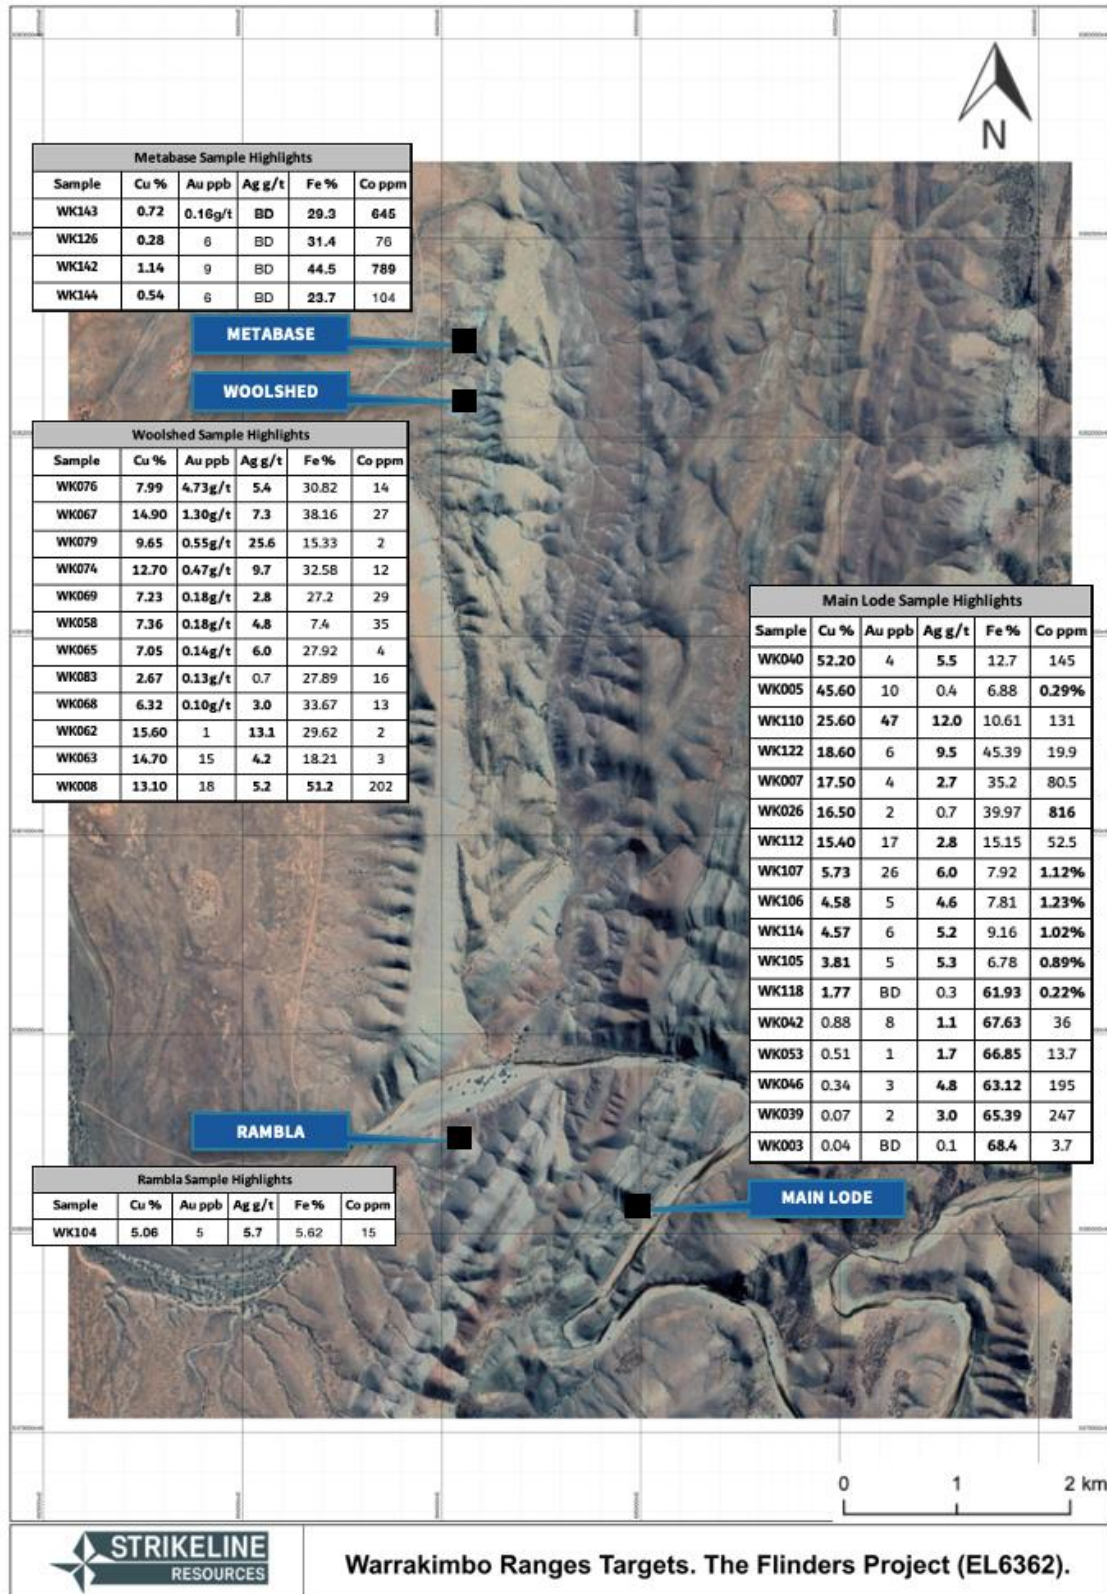 N
Metabase Sample Highlights
Sample Cu % Au ppb Ag g/t Fe % Co ppm
WK143 0.72 0.16g/t BD 29.3 645
WK126 0.28 6 BD 31.4 76
WK142 1.14 9 BD 44.5 789
WK144 0.54 6 BD 23.7 104
METABASE
WOOLSHED
Woolshed Sample Highlights
Sample Cu % Au ppb Ag g/t Fe % Co ppm
WK076 7.99 4.73g/t 5.4 30.82 14
WK067 14.90 1.30g/t 7.3 38.16 27
WK079 9.65 0.55g/t 25.6 15.33 2
WK074 12.70 0.47g/t 9.7 32.58 12
WK069 7.23 0.18g/t 2.8 27.2 29
WK058 7.36 0.18g/t 4.8 7.4 35
WK065 7.05 0.14g/t 6.0 27.92 4
WK083 2.67 0.13g/t 0.7 27.89 16
WK068 6.32 0.10g/t 3.0 33.67 13
WK062 15.60 1 13.1 29.62 2
WK063 14.70 15 4.2 18.21 3
WK008 13.10 18 5.2 51.2 202
Main Lode Sample Highlights
Sample Cu % Au ppb Ag g/t Fe % Co ppm
WK040 52.20 4 5.5 12.7 145
WK005 45.60 10 0.4 6.88 0.29%
WK110 25.60 47 12.0 10.61 131
WK122 18.60 6 9.5 45.39 19.9
WK007 17.50 4 2.7 35.2 80.5
WK026 16.50 2 0.7 39.97 816
WK112 15.40 17 2.8 15.15 52.5
WK107 5.73 26 6.0 7.92 1.12%
WK106 4.58 5 4.6 7.81 1.23%
WK114 4.57 6 5.2 9.16 1.02%
WK105 3.81 5 5.3 6.78 0.89%
WK118 1.77 BD 0.3 61.93 0.22%
WK042 0.88 8 1.1 67.63 36
WK053 0.51 1 1.7 66.85 13.7
WK046 0.34 3 4.8 63.12 195
WK039 0.07 2 3.0 65.39 247
WK003 0.04 BD 0.1 68.4 3.7
RAMBLA
Rambla Sample Highlights
Sample Cu % Au ppb Ag g/t Fe % Co ppm
WK104 5.06 5 5.7 5.62 15
MAIN LODE
0 1 2 km
STRIKELINE
RESOURCES
Warrakimbo Ranges Targets. The Flinders Project (EL6362).